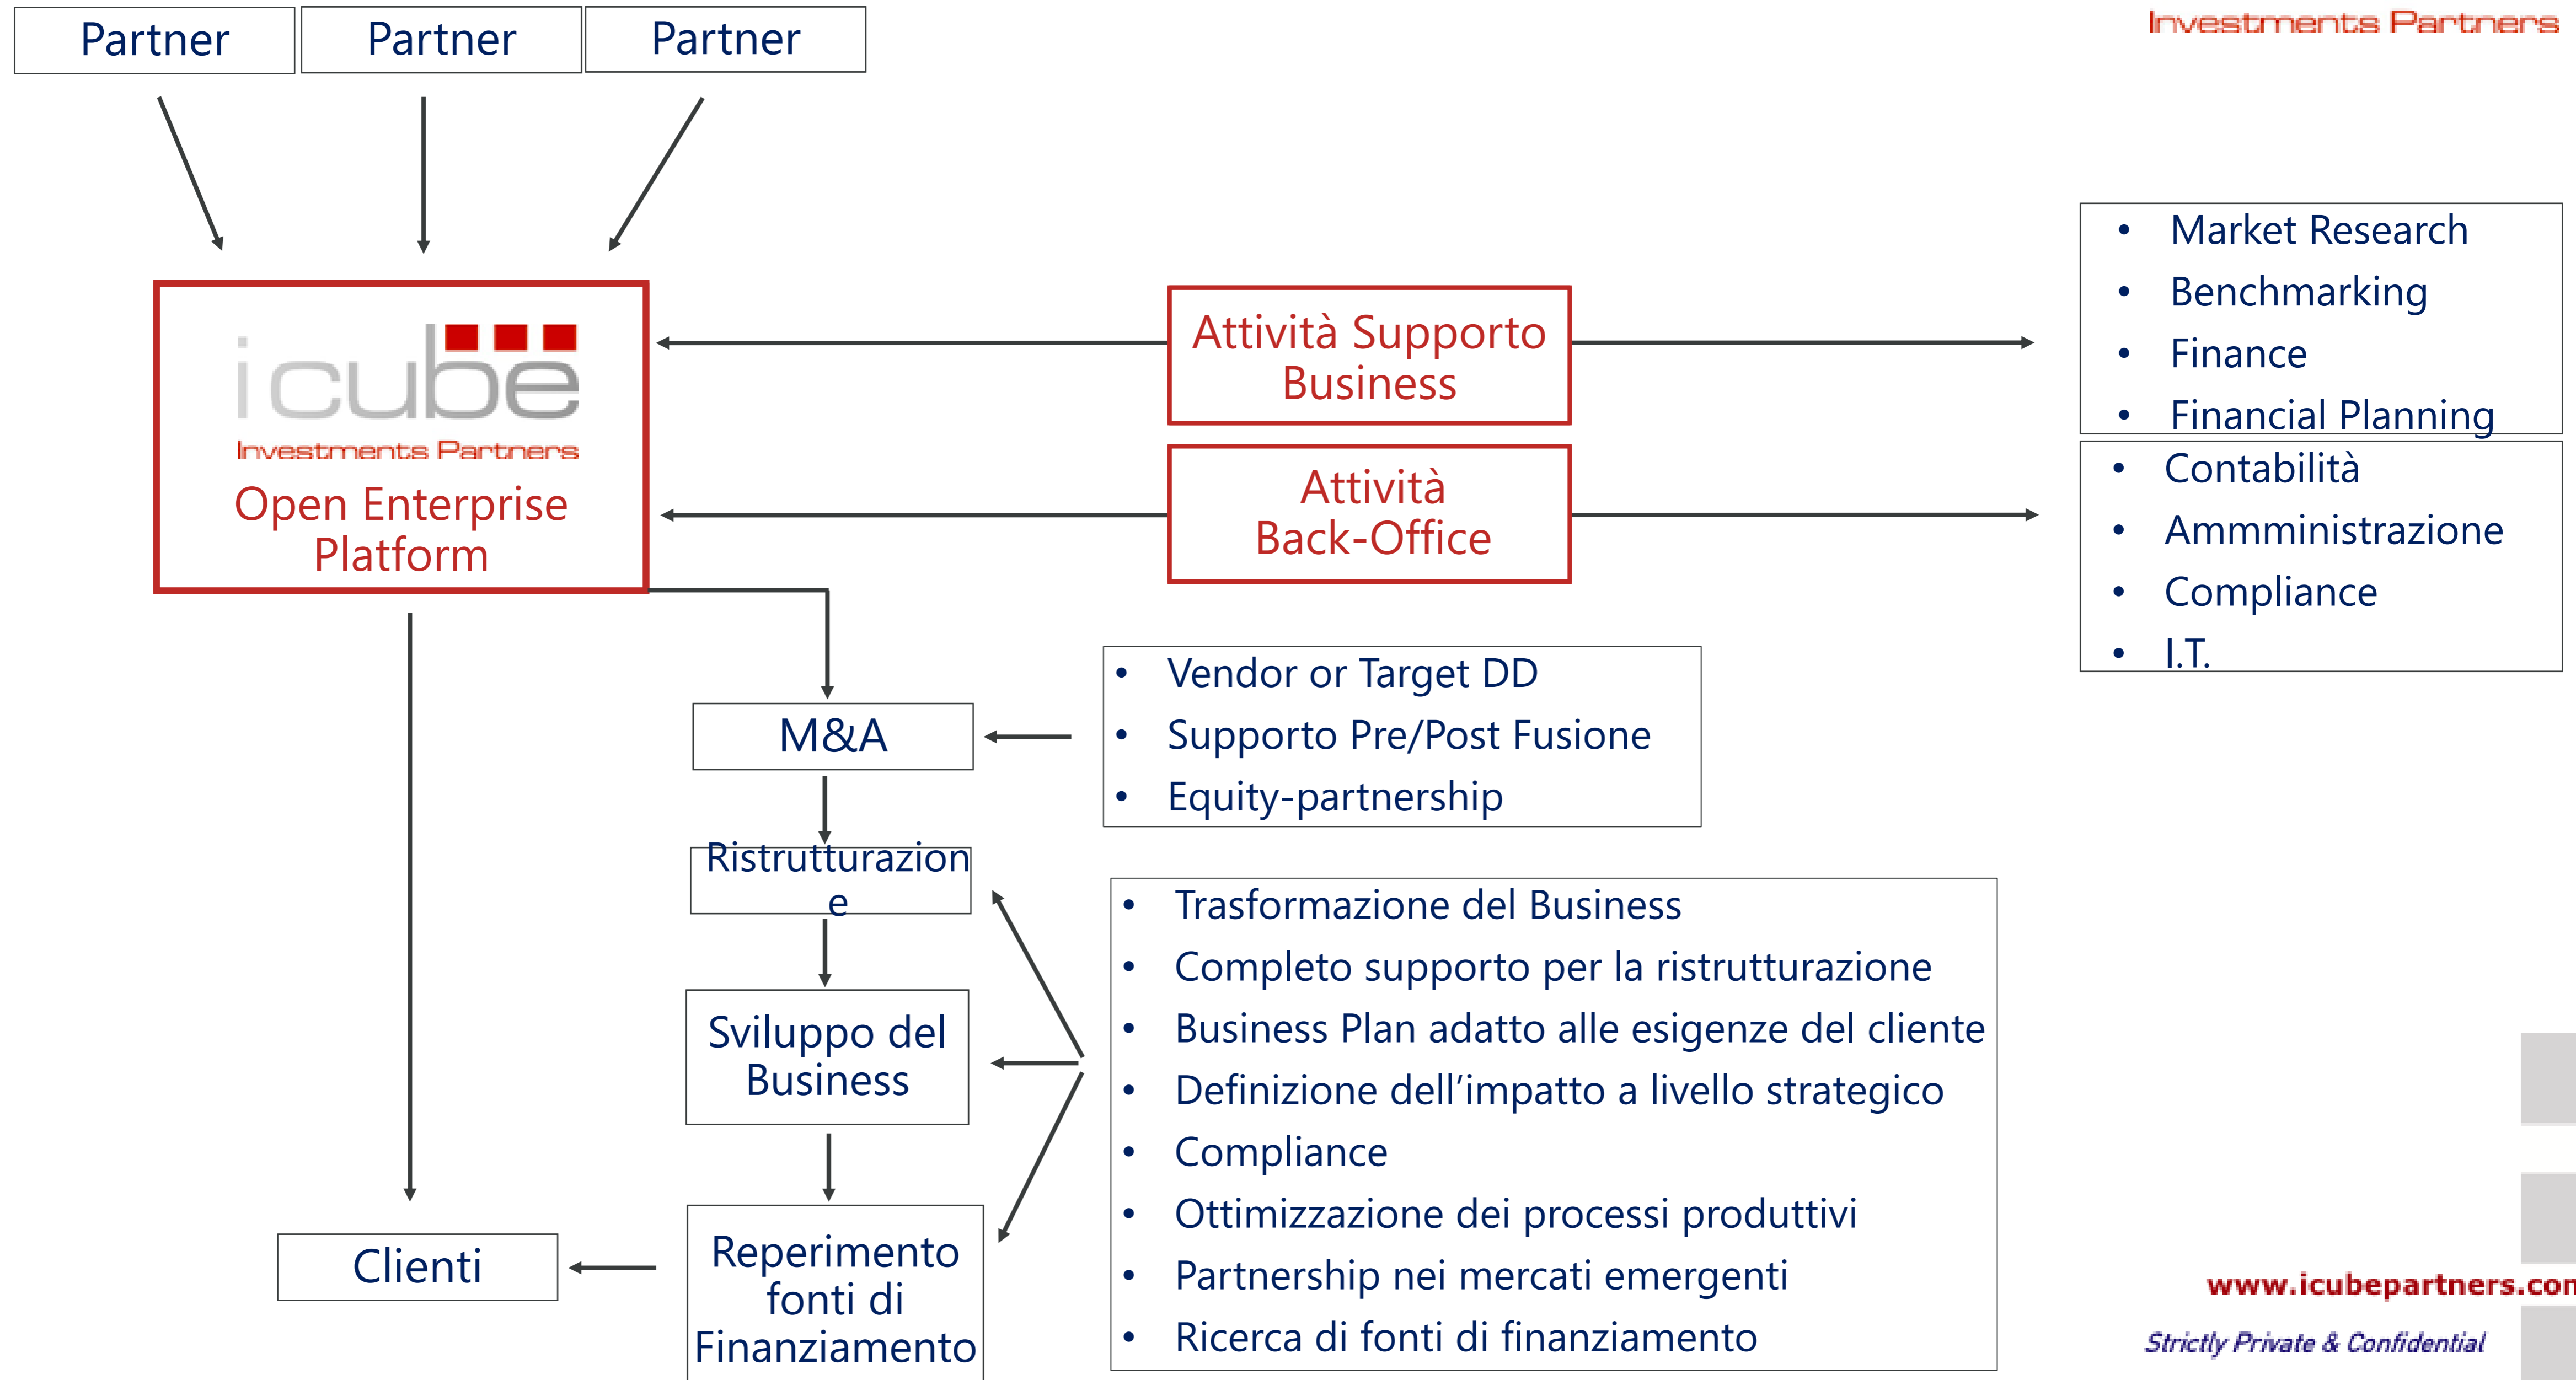 Partner
Partner
Partner
Investments Partners
icube
Investments Partners
Open Enterprise
Platform
Attività Supporto
Business
Attività
Back-Office
• Market Research
• Benchmarking
• Finance
• Financial Planning
• Contabilità
• Ammministrazione
• Compliance
• I.T.
M&A
• Vendor or Target DD
• Supporto Pre/Post Fusione
• Equity-partnership
Ristrutturazion
e
Sviluppo del
Business
Reperimento
fonti di
Finanziamento
Clienti
• Trasformazione del Business
• Completo supporto per la ristrutturazione
• Business Plan adatto alle esigenze del cliente
• Definizione dell’impatto a livello strategico
• Compliance
• Ottimizzazione dei processi produttivi
• Partnership nei mercati emergenti
• Ricerca di fonti di finanziamento
www.icubepartners.com
Strictly Private & Confidential